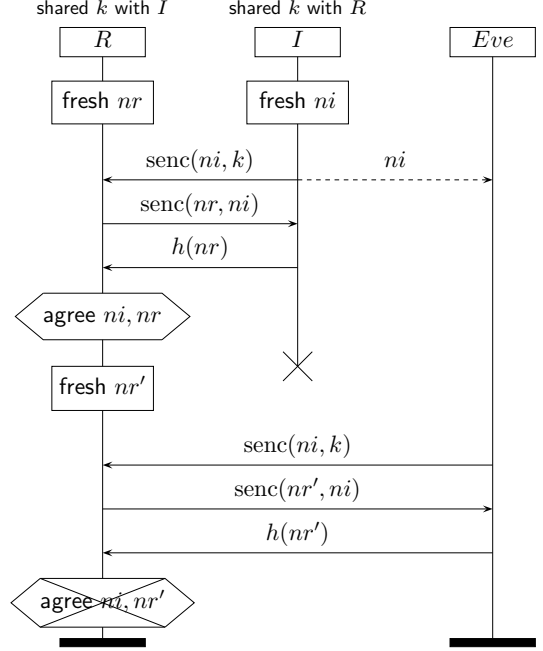 shared k with I
shared k with R
R
I
Eve
fresh nr
fresh ni
senc(ni, k)
ni
senc(nr, ni)
h(nr)
agree ni, nr
fresh nr′
senc(ni, k)
senc(nr′, ni)
h(nr′)
agree ni, nr′